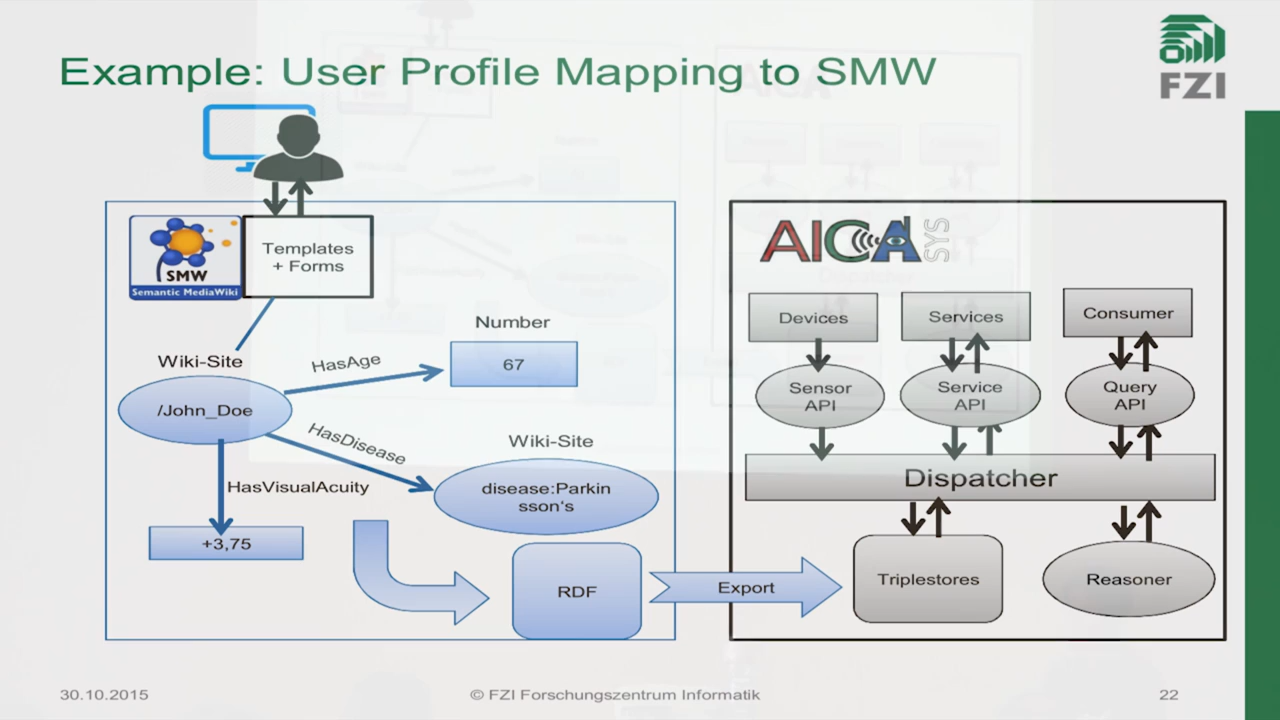 Example: User Profile Mapping to SMW
FZI
SMW
Semantic MediaWiki
Templates
+ Forms
Wiki-Site
/John_Doe
HasAge
Number
67
HasDisease
Wiki-Site
disease:Parkin
sson's
HasVisualAcuity
+3,75
RDF
Export
AICA
SYS
Devices
Services
Consumer
Sensor
API
Service
API
Query
API
Dispatcher
Triplestores
Reasoner
30.10.2015
© FZI Forschungszentrum Informatik
22